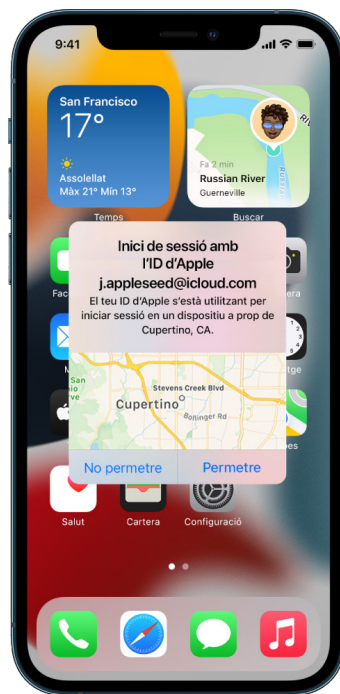 9:41
San Francisco
17°
Assolellat
Màx 21° Mín 13°
Temps
Fa 2 min
Russian River
Guerneville
Buscar
Inici de sessió amb
l’ID d’Apple
j.appleseed@icloud.com
El teu ID d’Apple s’està utilitzant per
iniciar sessió en un dispositiu a prop de
Cupertino, CA.
Stevens Creek Blvd
Cupertino
Bollinger Rd
No permetre
Permetre
Salut
Cartera
Configuració